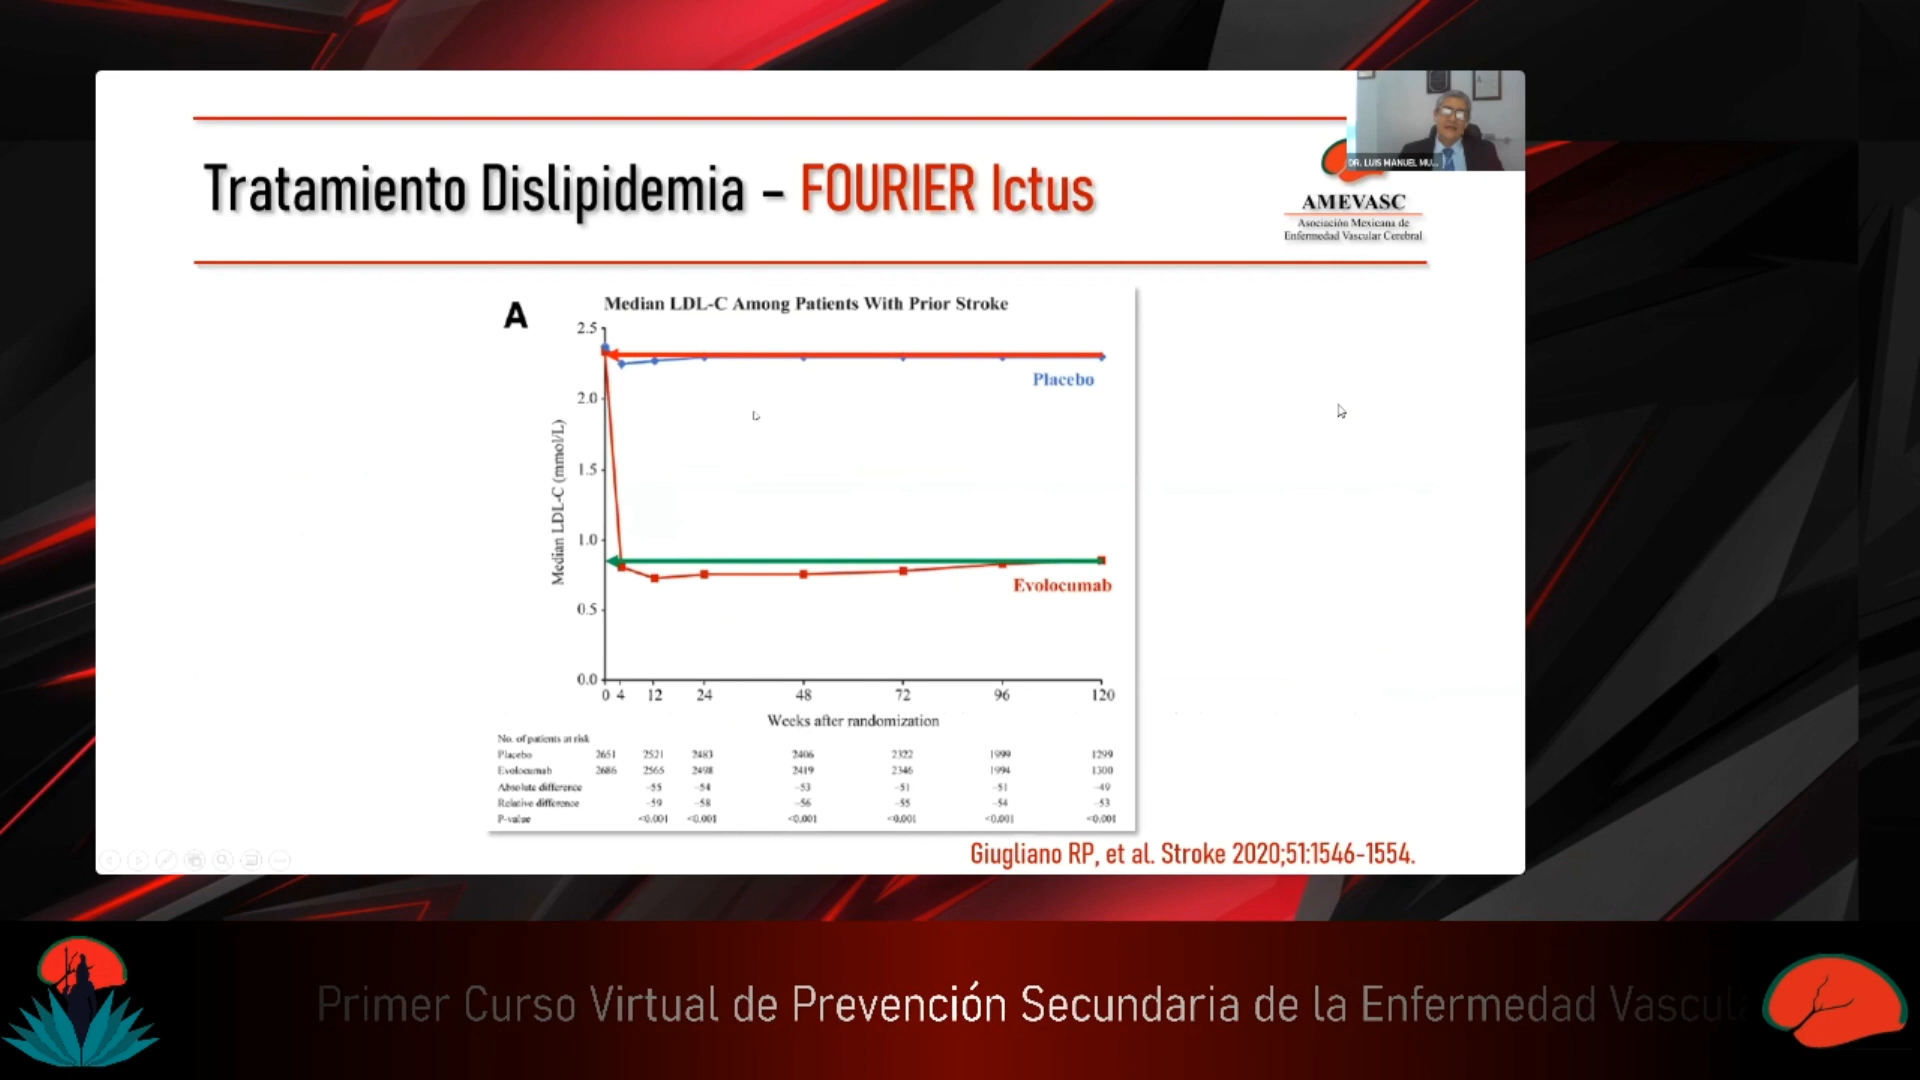 DR. LUIS MANUEL MU...
Tratamiento Dislipidemia – FOURIER Ictus
AMEVASC
Asociación Mexicana de
Enfermedad Vascular Cerebral
A
Median LDL-C Among Patients With Prior Stroke
Median LDL-C (mmol/L)
2.5
2.0
1.5
1.0
0.5
0.0
Placebo
Evolocumab
0 4 12 24 48 72 96 120
Weeks after randomization
No. of patients at risk
Placebo 2651 2521 2483 2406 2322 1999 1299
Evolocumab 2686 2565 2498 2419 2346 1994 1300
Absolute difference -55 -54 -53 -51 -51 -49
Relative difference -59 -58 -56 -55 -54 -53
P-value <0.001 <0.001 <0.001 <0.001 <0.001 <0.001
Giugliano RP, et al. Stroke 2020;51:1546-1554.
Primer Curso Virtual de Prevención Secundaria de la Enfermedad Vascul